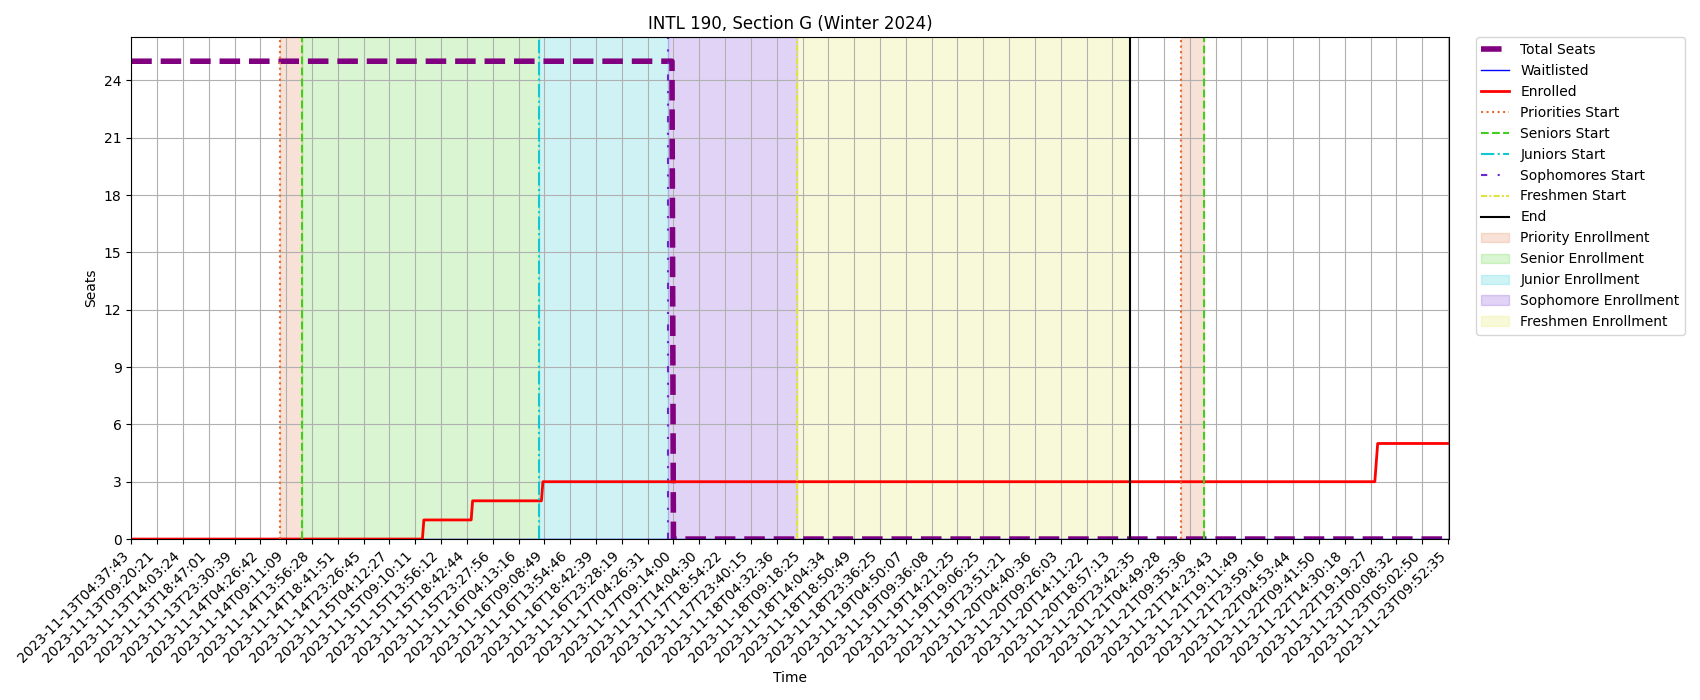 INTL 190, Section G (Winter 2024)
Seats
24
21
18
15
12
9
6
3
0
2023-11-13T04:37:43
2023-11-13T09:20:21
2023-11-13T14:03:24
2023-11-13T18:47:01
2023-11-13T23:30:39
2023-11-14T04:26:42
2023-11-14T09:11:09
2023-11-14T13:56:28
2023-11-14T18:41:51
2023-11-14T23:26:45
2023-11-15T04:12:27
2023-11-15T09:10:11
2023-11-15T13:56:12
2023-11-15T18:42:44
2023-11-15T23:27:56
2023-11-16T04:13:16
2023-11-16T09:08:49
2023-11-16T13:54:46
2023-11-16T18:42:39
2023-11-16T23:28:19
2023-11-17T04:26:31
2023-11-17T09:14:00
2023-11-17T14:04:30
2023-11-17T18:54:22
2023-11-17T23:40:15
2023-11-18T04:32:36
2023-11-18T09:18:25
2023-11-18T14:04:34
2023-11-18T18:50:49
2023-11-18T23:36:25
2023-11-19T04:50:07
2023-11-19T09:36:08
2023-11-19T14:21:25
2023-11-19T19:06:25
2023-11-19T23:51:21
2023-11-20T04:40:36
2023-11-20T09:26:03
2023-11-20T14:11:22
2023-11-20T18:57:13
2023-11-20T23:42:35
2023-11-21T04:49:28
2023-11-21T09:35:36
2023-11-21T14:23:43
2023-11-21T19:11:49
2023-11-21T23:59:16
2023-11-22T04:53:44
2023-11-22T09:41:50
2023-11-22T14:30:18
2023-11-22T19:19:27
2023-11-23T00:08:32
2023-11-23T05:02:50
2023-11-23T09:52:35
Time
Total Seats
Waitlisted
Enrolled
Priorities Start
Seniors Start
Juniors Start
Sophomores Start
Freshmen Start
End
Priority Enrollment
Senior Enrollment
Junior Enrollment
Sophomore Enrollment
Freshmen Enrollment